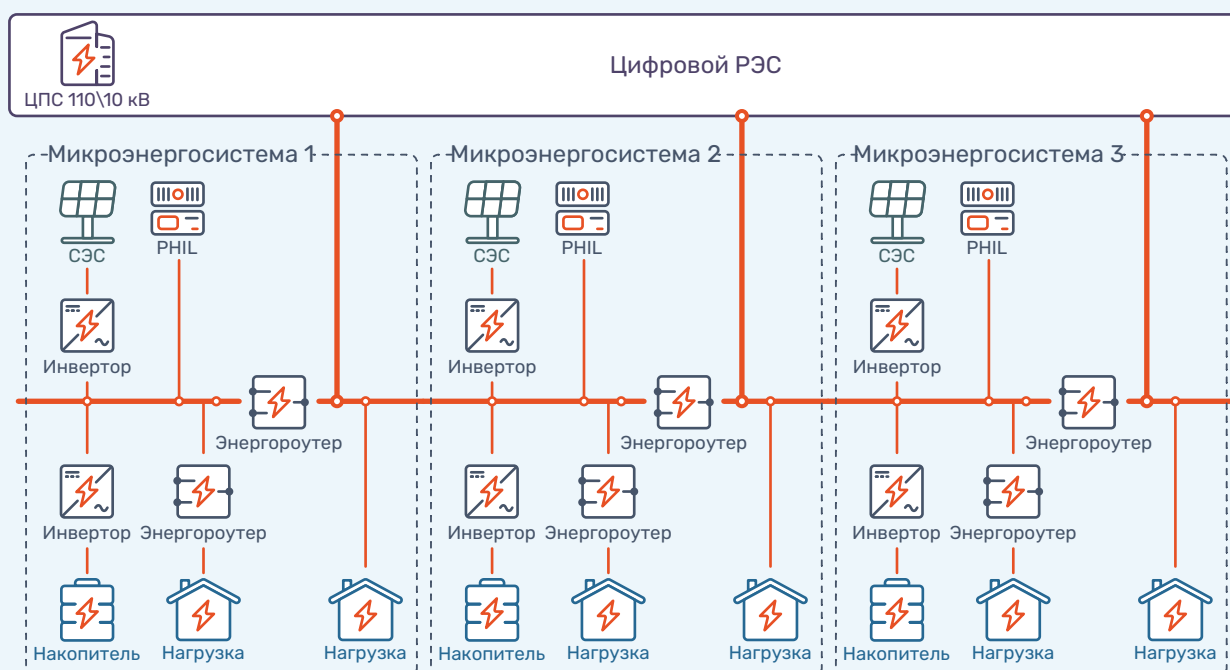 Цифровой РЭС
ЦПС 110\10 кВ
Микроэнергосистема 1
Микроэнергосистема 2
Микроэнергосистема 3
СЭС
PHIL
СЭС
PHIL
СЭС
PHIL
Инвертор
Инвертор
Инвертор
Энергороутер
Энергороутер
Энергороутер
Инвертор
Энергороутер
Инвертор
Энергороутер
Инвертор
Энергороутер
Накопитель
Нагрузка
Нагрузка
Накопитель
Нагрузка
Нагрузка
Накопитель
Нагрузка
Нагрузка